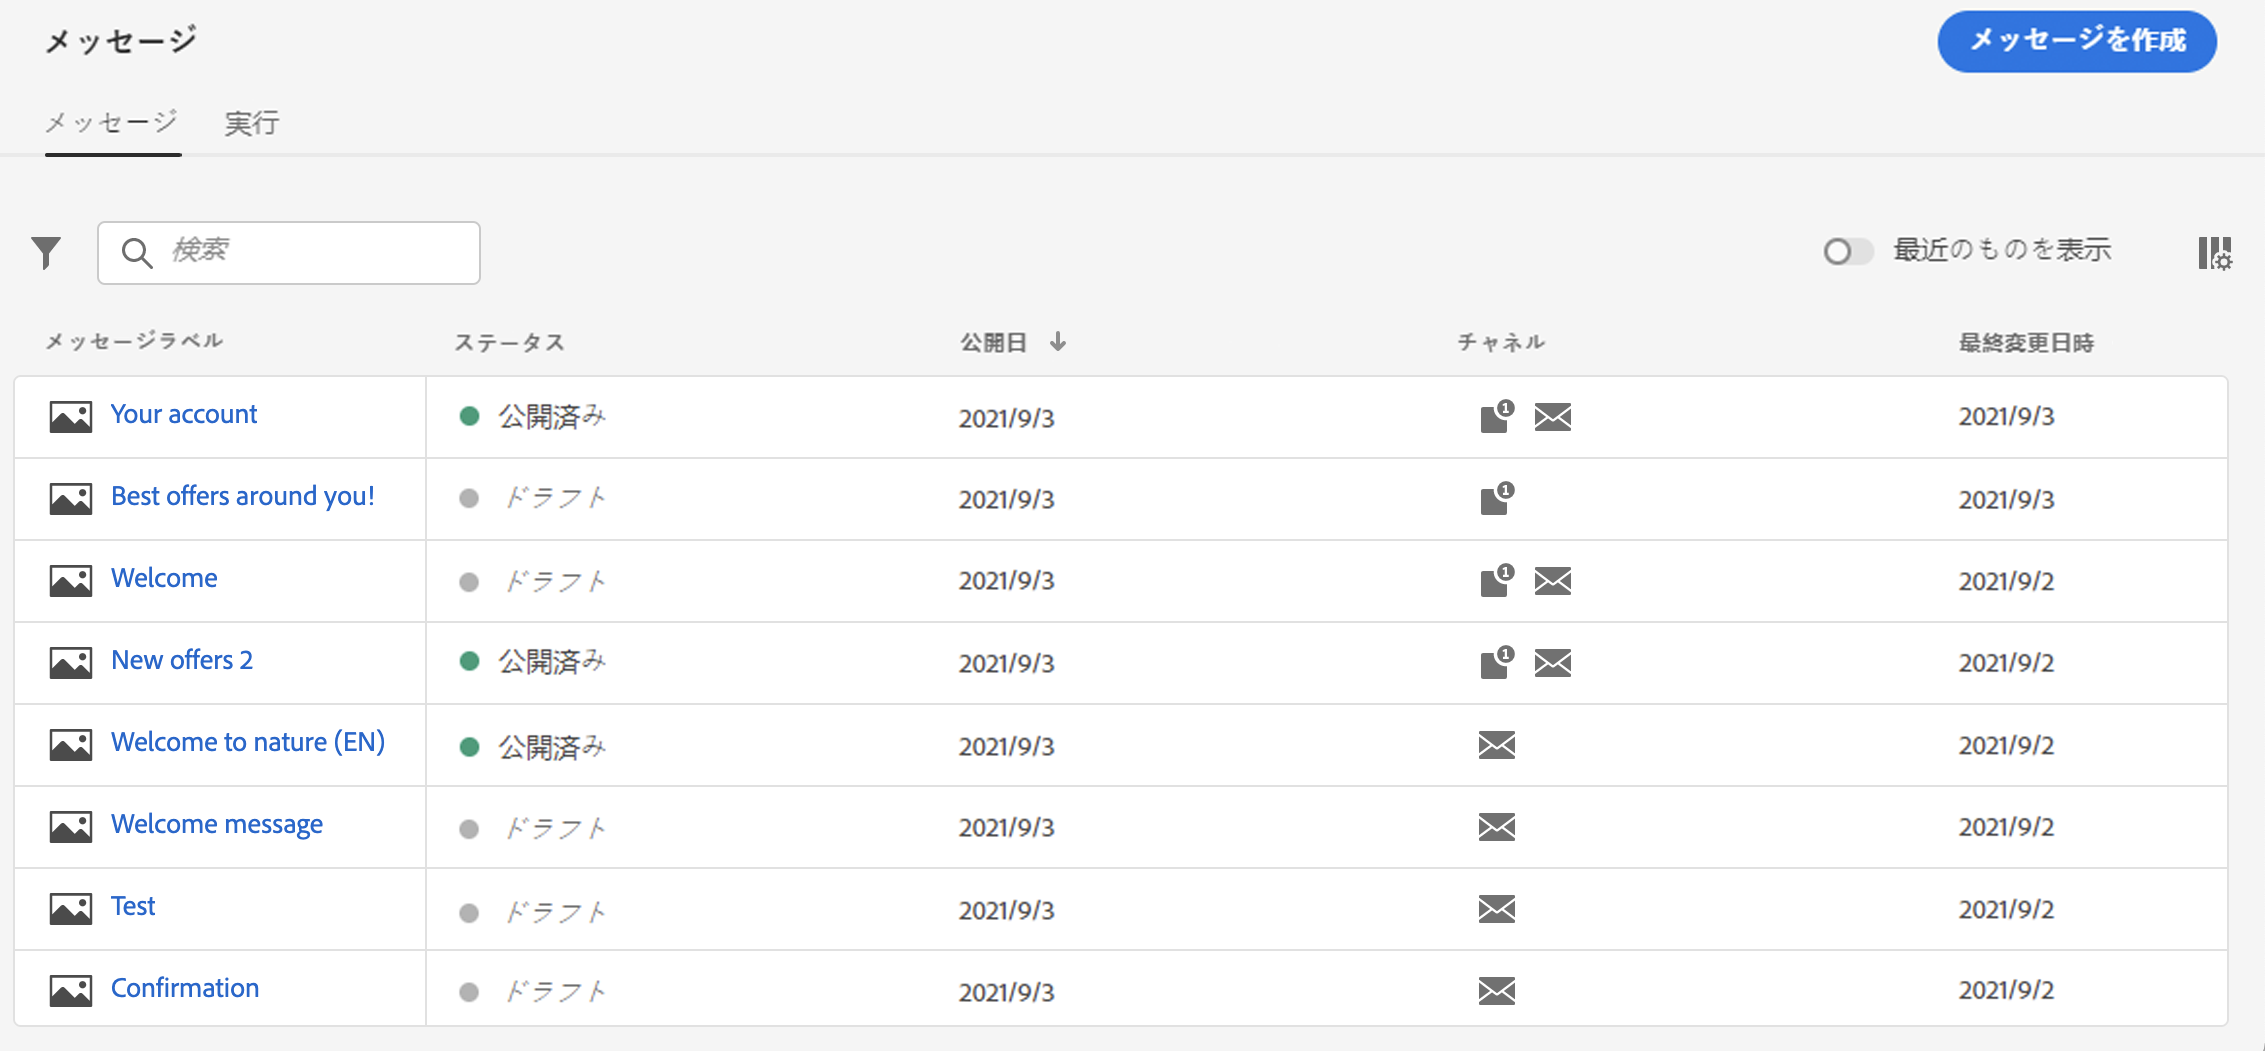 メッセージ
メッセージを作成
メッセージ 実行
検索
最近のものを表示
メッセージラベル ステータス 公開日 チャネル 最終変更日時
Your account 公開済み 2021/9/3 1 2021/9/3
Best offers around you! ドラフト 2021/9/3 1 2021/9/3
Welcome ドラフト 2021/9/3 1 2021/9/2
New offers 2 公開済み 2021/9/3 1 2021/9/2
Welcome to nature (EN) 公開済み 2021/9/3 2021/9/2
Welcome message ドラフト 2021/9/3 2021/9/2
Test ドラフト 2021/9/3 2021/9/2
Confirmation ドラフト 2021/9/3 2021/9/2